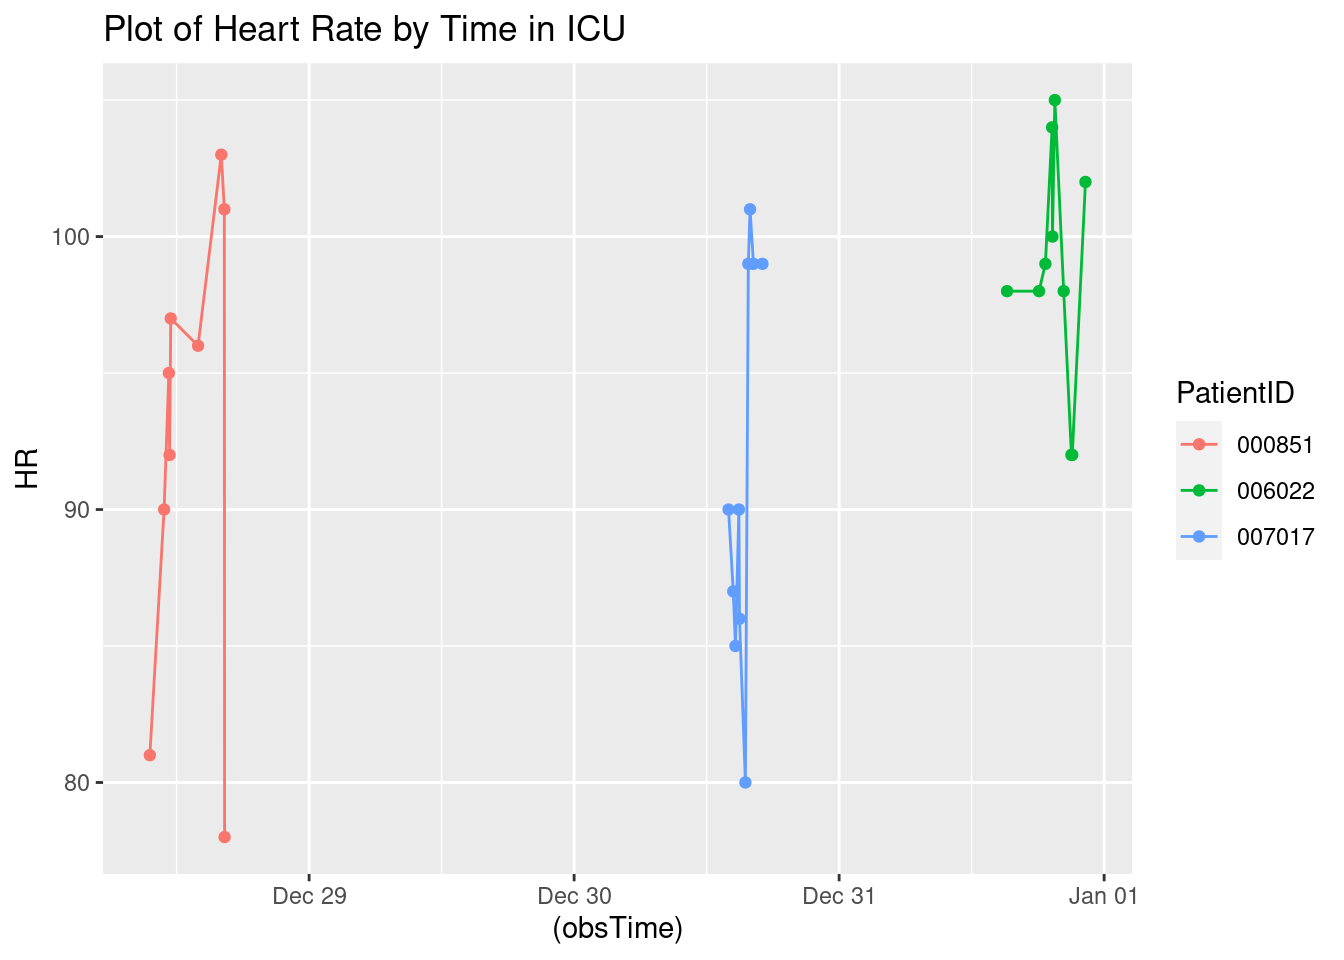 Plot of Heart Rate by Time in ICU
HR
100
90
80
Dec 29
Dec 30
Dec 31
Jan 01
(obsTime)
PatientID
000851
006022
007017